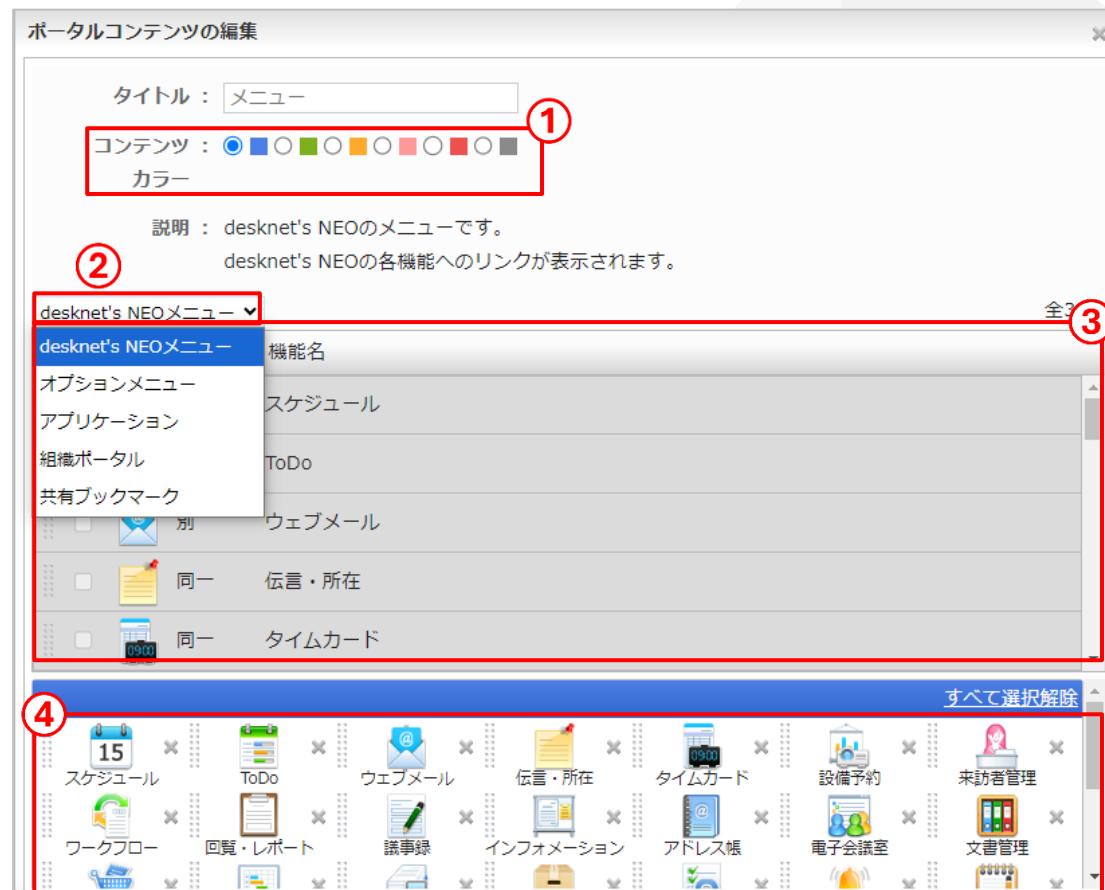 ポータルコンテンツの編集
タイトル : メニュー
①
コンテンツ :
カラー
説明 : desknet's NEOのメニューです。
desknet's NEOの各機能へのリンクが表示されます。
②
desknet's NEOメニュー
全3
③
desknet's NEOメニュー
機能名
オプションメニュー
スケジュール
アプリケーション
組織ポータル
ToDo
共有ブックマーク
別 ウェブメール
同一 伝言・所在
09:00
同一 タイムカード
すべて選択解除
④
15
09:00
スケジュール ToDo ウェブメール 伝言・所在 タイムカード 設備予約 来訪者管理
ワークフロー 回覧・レポート 議事録 インフォメーション アドレス帳 電子会議室 文書管理